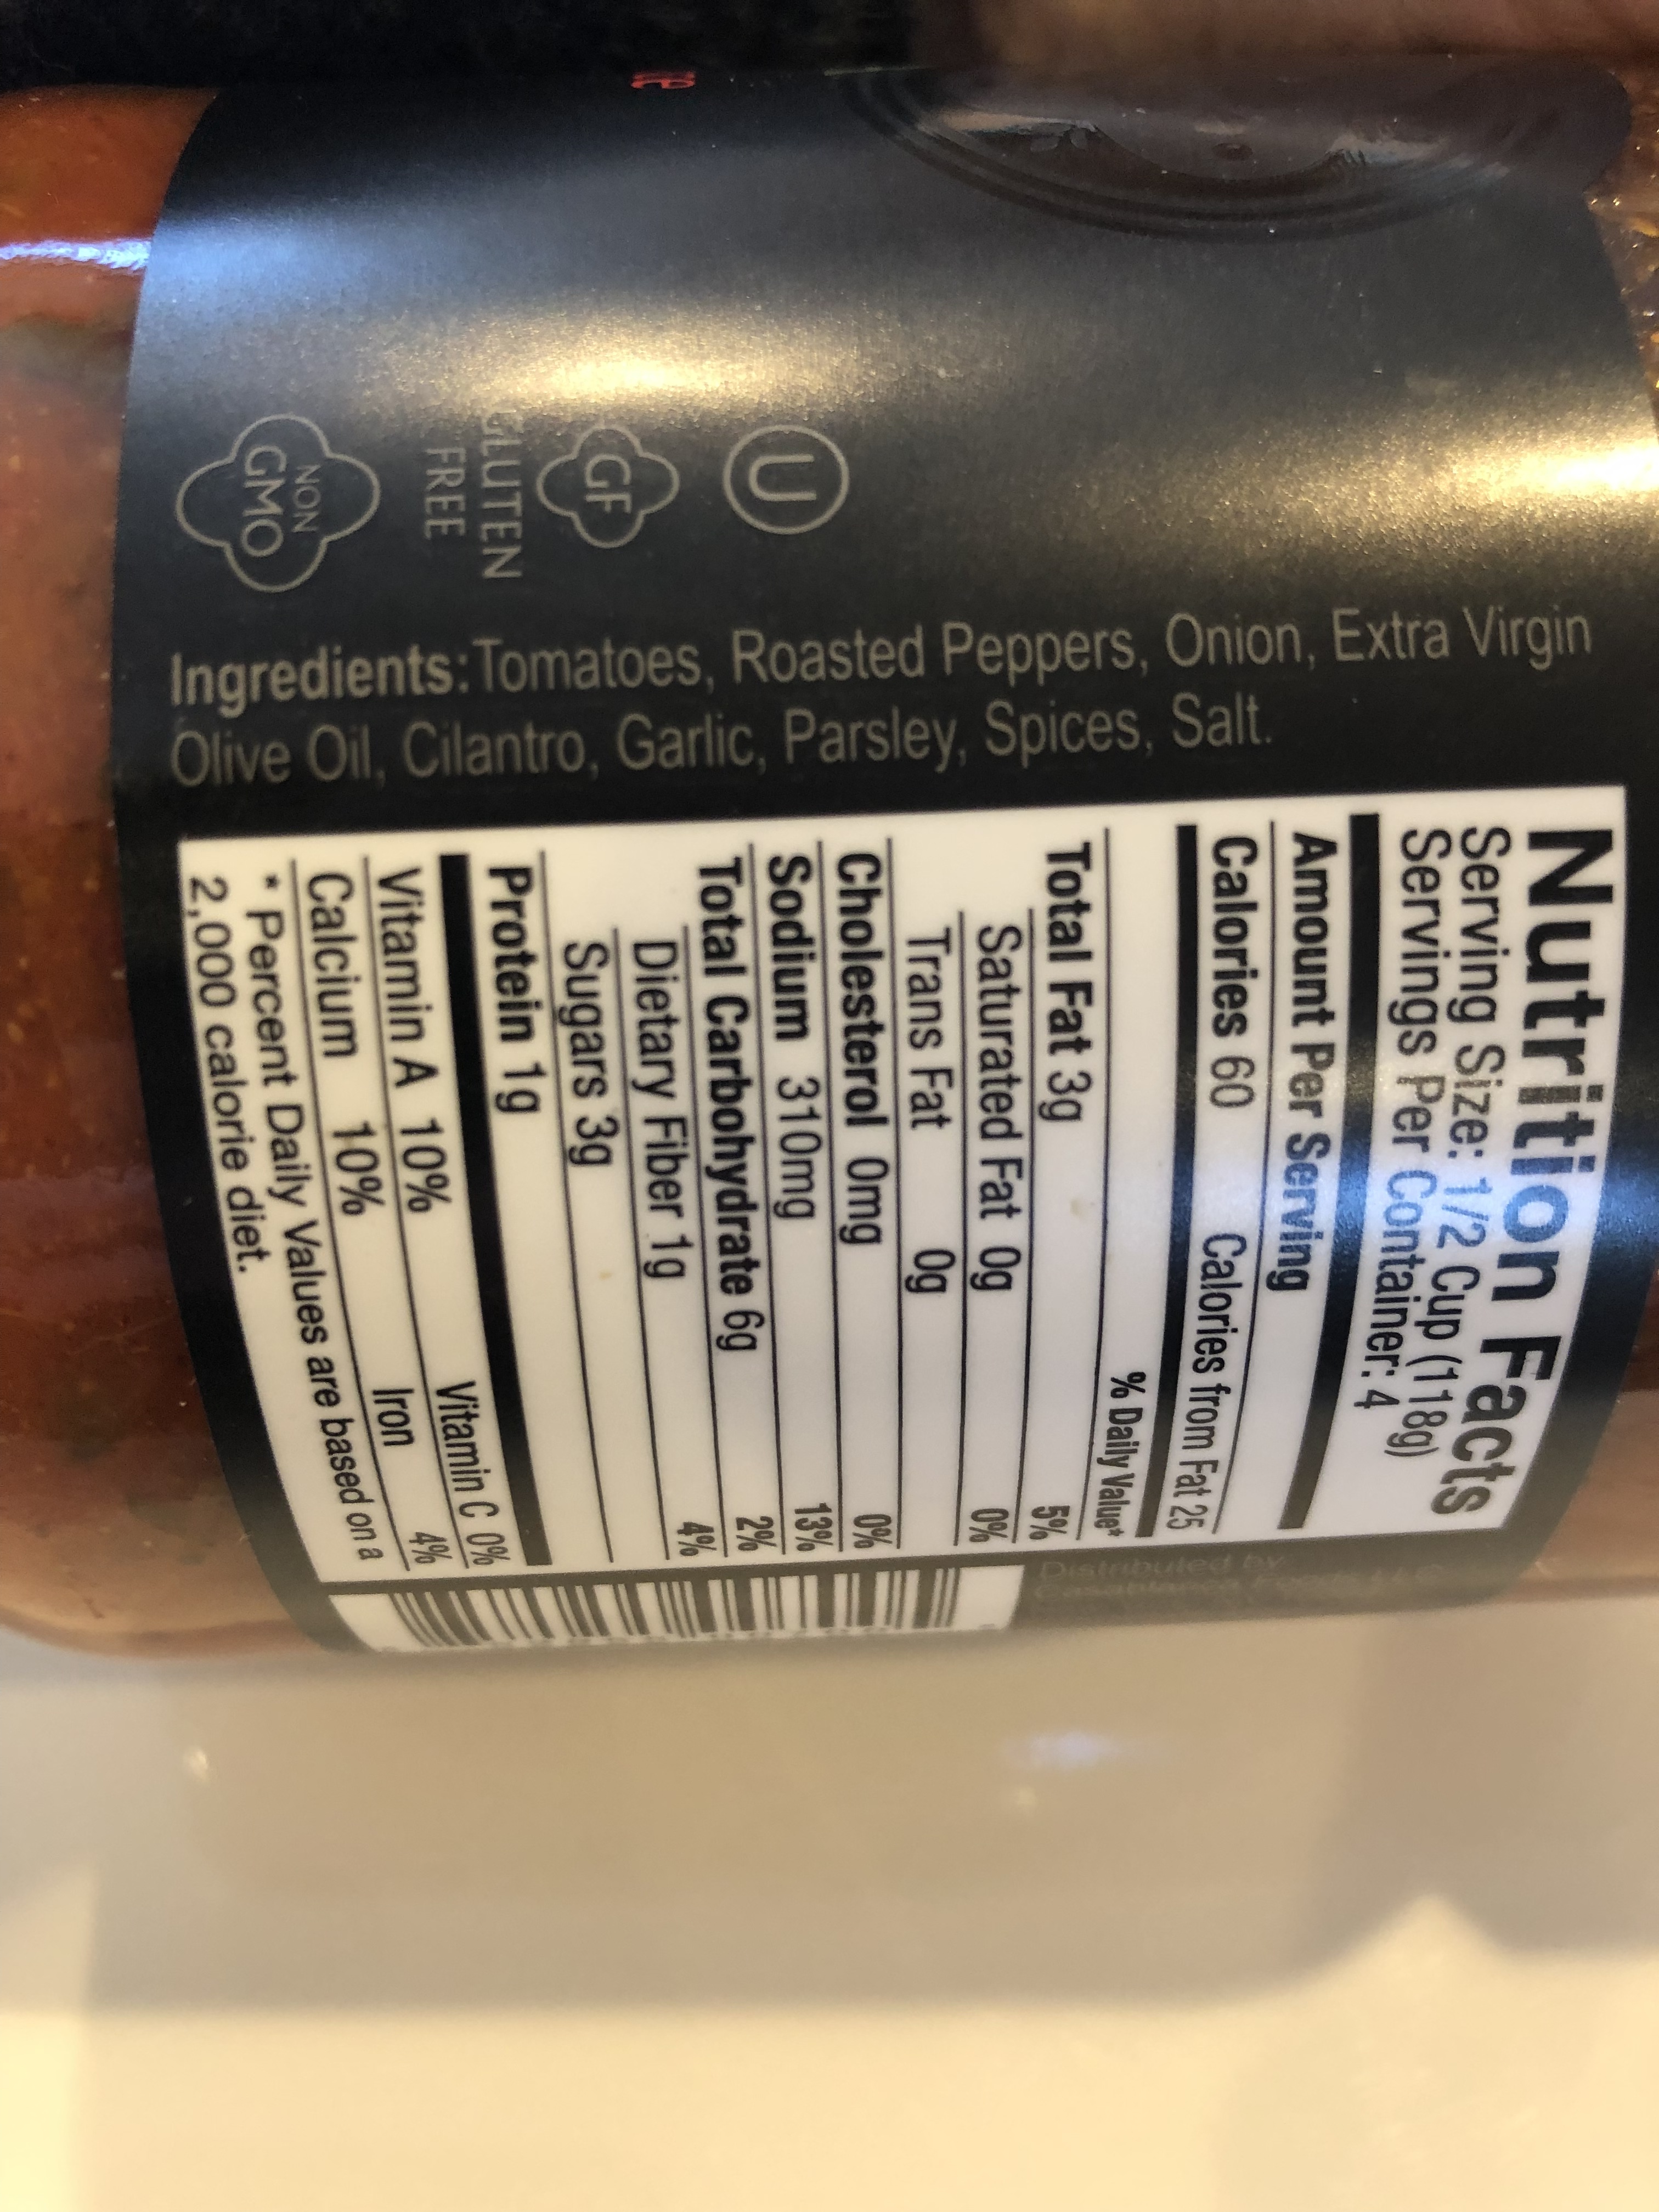 U
GF
GLUTEN
FREE
NON
GMO
Ingredients: Tomatoes, Roasted Peppers, Onion, Extra Virgin
Olive Oil, Cilantro, Garlic, Parsley, Spices, Salt.
Nutrition Facts
Serving Size: 1/2 Cup (118g)
Servings Per Container: 4
Amount Per Serving
Calories 60 Calories from Fat 25
% Daily Value*
Total Fat 3g 5%
Saturated Fat 0g 0%
Trans Fat 0g
Cholesterol 0mg 0%
Sodium 310mg 13%
Total Carbohydrate 6g 2%
Dietary Fiber 1g 4%
Sugars 3g
Protein 1g
Vitamin A 10% Vitamin C 0%
Calcium 10% Iron 4%
* Percent Daily Values are based on a
2,000 calorie diet.
Distributed by
Casablanca Foods LLC